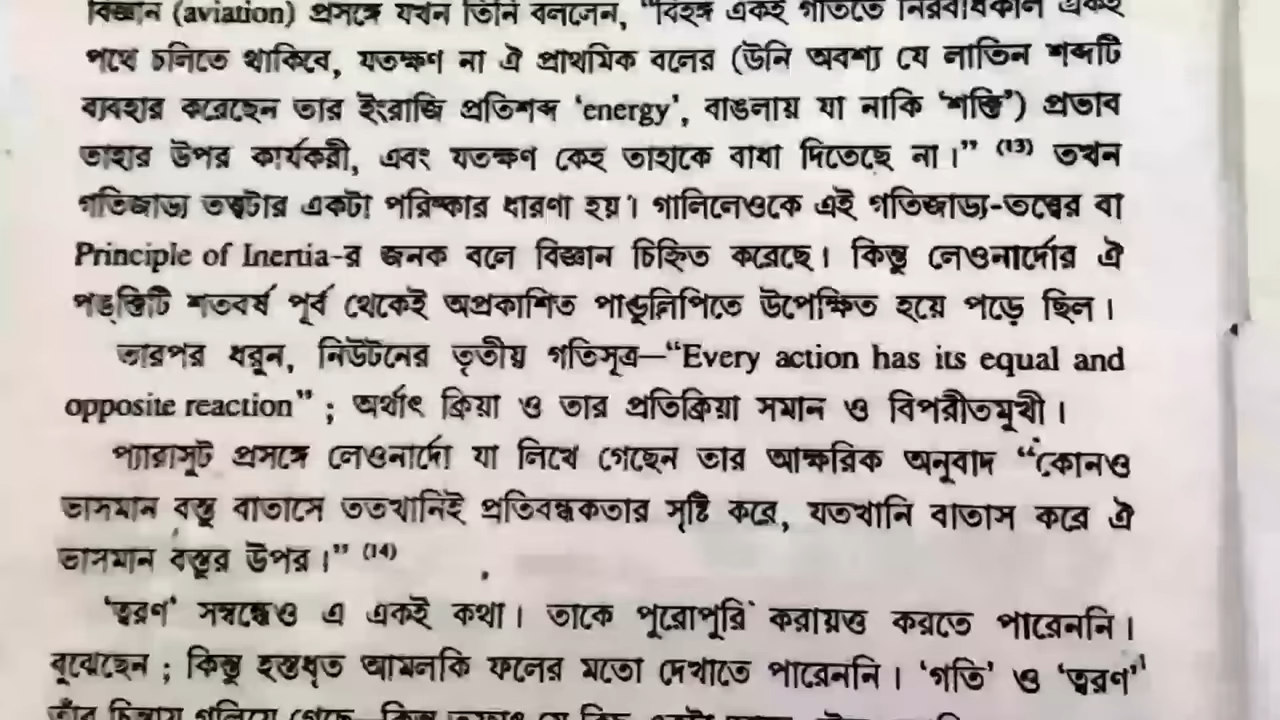 বিজ্ঞান (aviation) প্রসঙ্গে যখন তিনি বললেন, “বিহঙ্গ একই গতিতে নিরবধিকাল একই
পথে চলিতে থাকিবে, যতক্ষণ না ঐ প্রাথমিক বলের (উনি অবশ্য যে লাতিন শব্দটি
ব্যবহার করেছেন তার ইংরাজি প্রতিশব্দ ‘energy’, বাঙলায় যা নাকি ‘শক্তি’) প্রভাব
তাহার উপর কার্যকরী, এবং যতক্ষণ কেহ তাহাকে বাধা দিতেছে না।” (13) তখন
গতিজাড্য তত্ত্বটার একটা পরিষ্কার ধারণা হয়। গালিলেওকে এই গতিজাড্য-তত্ত্বের বা
Principle of Inertia-র জনক বলে বিজ্ঞান চিহ্নিত করেছে। কিন্তু লেওনার্দোর ঐ
পঙ্‌ক্তিটি শতবর্ষ পূর্ব থেকেই অপ্রকাশিত পাণ্ডুলিপিতে উপেক্ষিত হয়ে পড়ে ছিল।
তারপর ধরুন, নিউটনের তৃতীয় গতিসূত্র—“Every action has its equal and
opposite reaction” ; অর্থাৎ ক্রিয়া ও তার প্রতিক্রিয়া সমান ও বিপরীতমুখী।
প্যারাসুট প্রসঙ্গে লেওনার্দো যা লিখে গেছেন তার আক্ষরিক অনুবাদ “কোনও
ভাসমান বস্তু বাতাসে ততখানিই প্রতিবন্ধকতার সৃষ্টি করে, যতখানি বাতাস করে ঐ
ভাসমান বস্তুর উপর।” (14)
‘ত্বরণ’ সম্বন্ধেও এ একই কথা। তাকে পুরোপুরি করায়ত্ত করতে পারেননি।
বুঝেছেন ; কিন্তু হস্তধৃত আমলকি ফলের মতো দেখাতে পারেননি। ‘গতি’ ও ‘ত্বরণ’